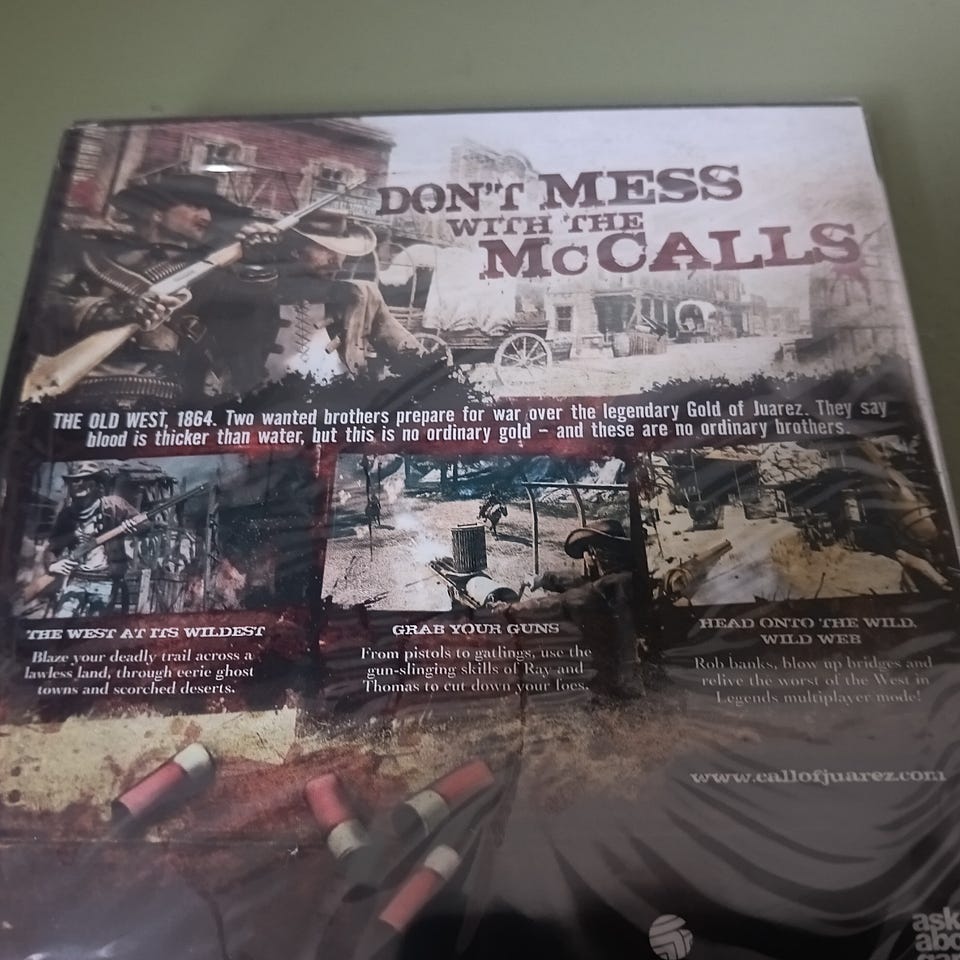 DON'T MESS
WITH THE
McCALLS
THE OLD WEST, 1864. Two wanted brothers prepare for war over the legendary Gold of Juarez. They say
blood is thicker than water, but this is no ordinary gold – and these are no ordinary brothers.
THE WEST AT ITS WILDEST
Blaze your deadly trail across a
lawless land, through eerie ghost
towns and scorched deserts.
GRAB YOUR GUNS
From pistols to gatlings, use the
gun-slinging skills of Ray and
Thomas to cut down your foes.
HEAD ONTO THE WILD,
WILD WEB
Rob banks, blow up bridges and
relive the worst of the West in
Legends multiplayer mode!
www.callofjuarez.com
ask